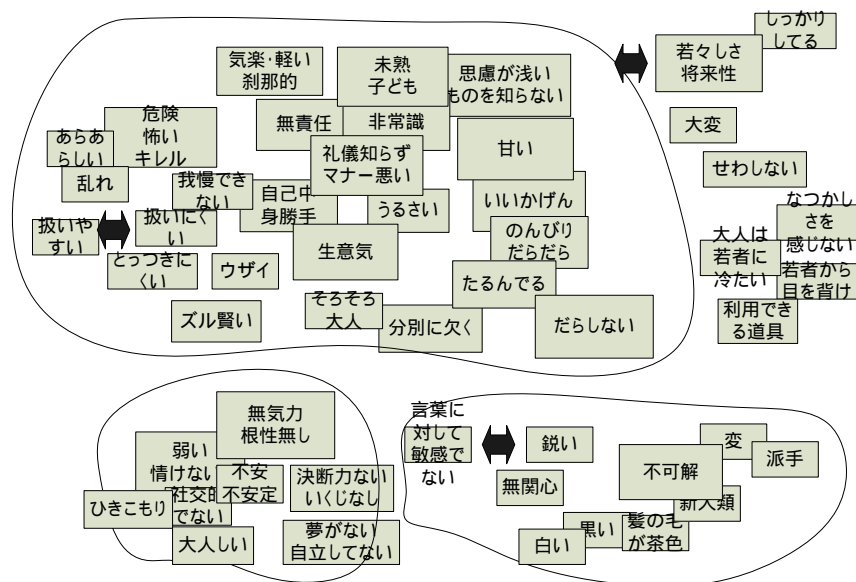 しっかり
してる
若々しさ
将来性
気楽・軽い
刹那的
未熟
子ども
思慮が浅い
ものを知らない
危険
怖い
キレル
無責任
非常識
大変
あらあ
らしい
礼儀知らず
マナー悪い
甘い
せわしない
乱れ
我慢でき
ない
自己中
身勝手
うるさい
いいかげん
なつかし
さを
感じない
扱いや
すい
扱いにく
い
のんびり
だらだら
大人は
若者に
冷たい
とっつきに
くい
ウザイ
生意気
たるんでる
若者から
目を背け
ズル賢い
そろそろ
大人
分別に欠く
だらしない
利用でき
る道具
無気力
根性無し
言葉に
対して
敏感で
ない
鋭い
変
派手
弱い
情けない
不安
不安定
決断力ない
いくじなし
無関心
不可解
ひきこもり
社交的
でない
新人類
大人しい
夢がない
自立してない
白い
黒い
髪の毛
が茶色